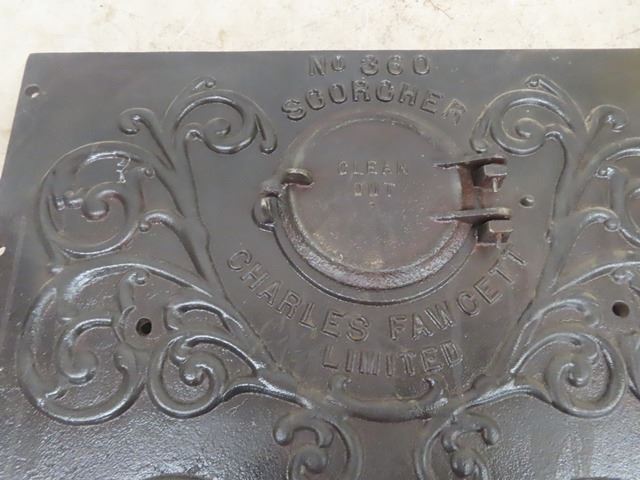 No 360
SCORCHER
CLEAN
OUT
CHARLES FAWCETT
LIMITED